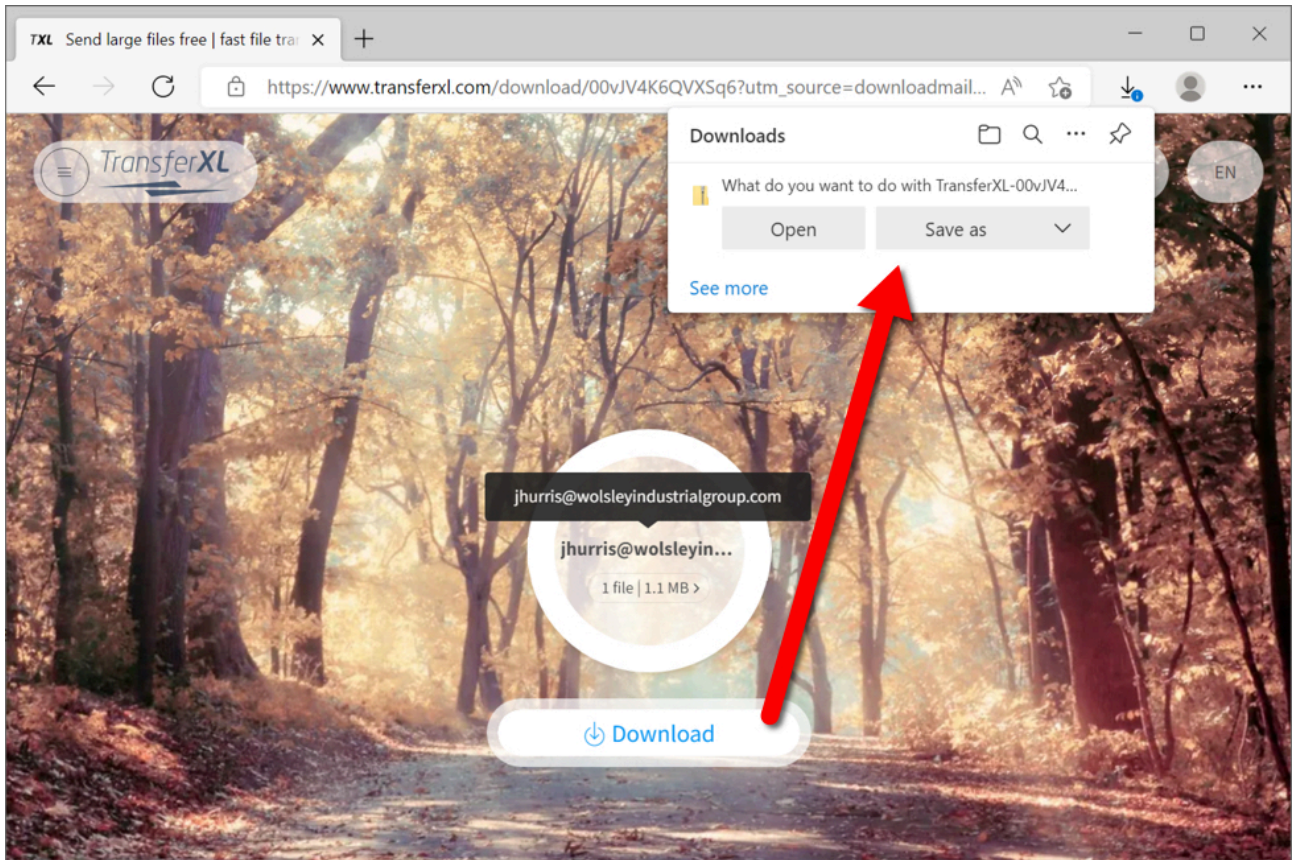 TXL Send large files free | fast file tra
https://www.transferxl.com/download/00vJV4K6QVXSq6?utm_source=downloadmail...
Downloads
TransferXL
EN
What do you want to do with TransferXL-00vJV4...
Open
Save as
See more
jhurris@wolsleyindustrialgroup.com
jhurris@wolsleyin...
1 file | 1.1 MB >
Download